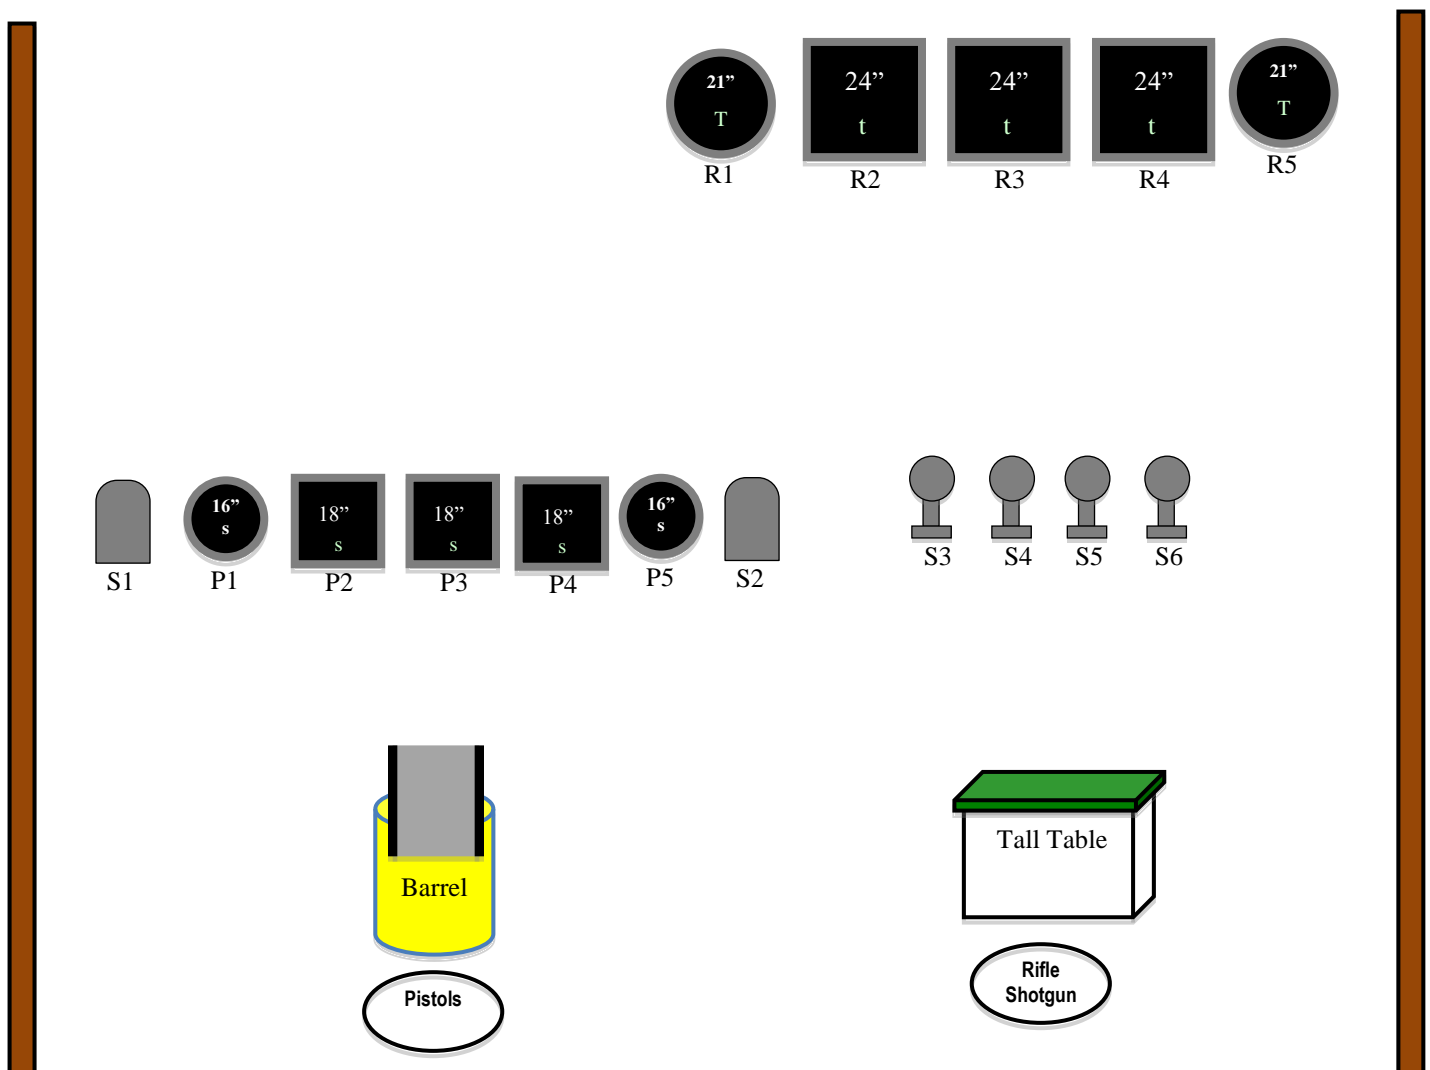 21”
T
R1
24”
t
R2
24”
t
R3
24”
t
R4
21”
T
R5
S1
16”
s
P1
18”
s
P2
18”
s
P3
18”
s
P4
16”
s
P5
S2
S3
S4
S5
S6
Barrel
Tall Table
Pistols
Rifle
Shotgun